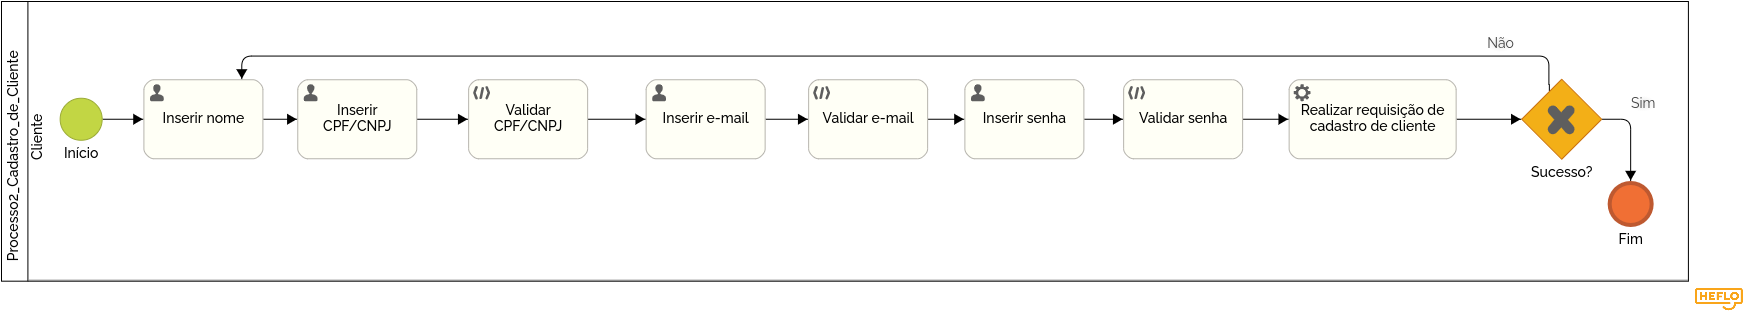 Processo2_Cadastro_de_Cliente
Cliente
Início
Inserir nome
Inserir
CPF/CNPJ
Validar
CPF/CNPJ
Inserir e-mail
Validar e-mail
Inserir senha
Validar senha
Realizar requisição de
cadastro de cliente
Não
Sucesso?
Sim
Fim
HEFLO